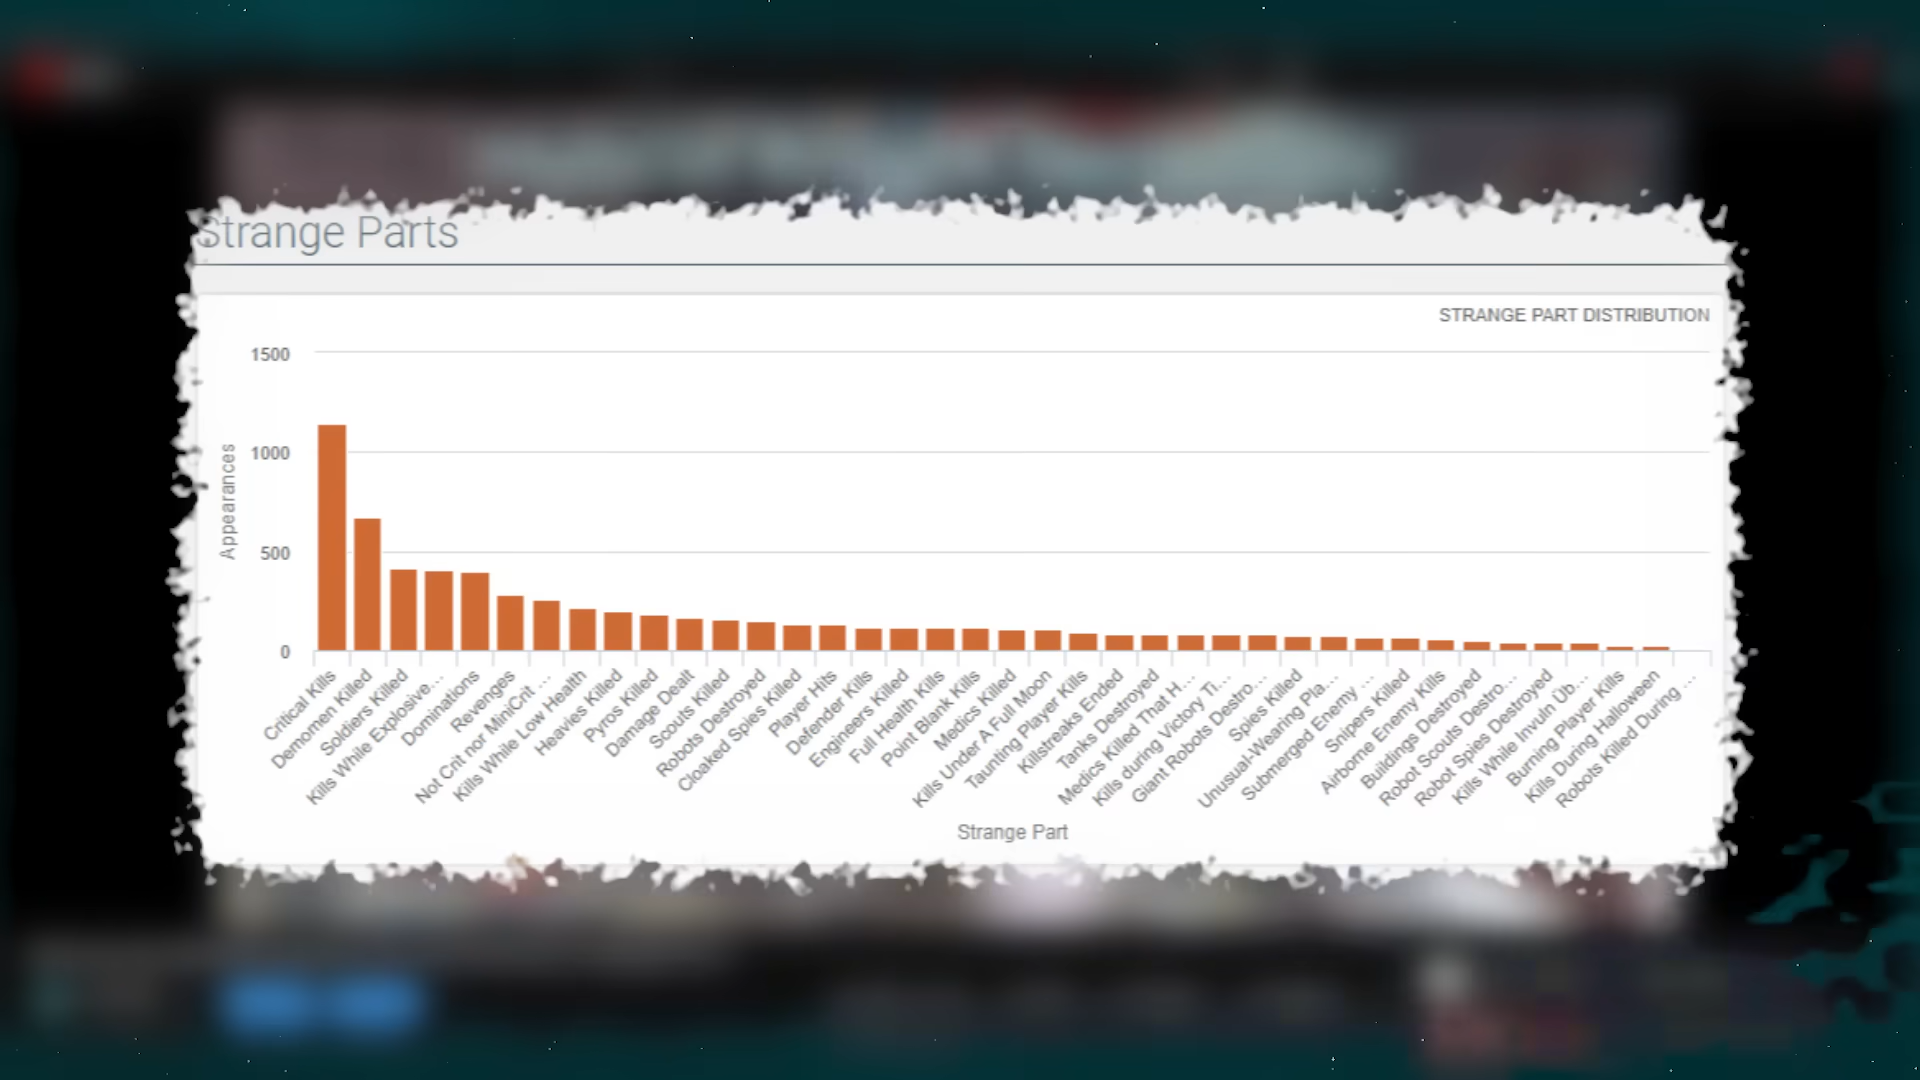 Strange Parts
STRANGE PART DISTRIBUTION
1500
1000
500
0
Appearances
Critical Kills
Demomen Killed
Soldiers Killed
Kills While Explosive...
Dominations
Revenges
Not Crit nor MiniCrit ...
Kills While Low Health
Heavies Killed
Pyros Killed
Damage Dealt
Scouts Killed
Robots Destroyed
Cloaked Spies Killed
Player Hits
Defender Kills
Engineers Killed
Full Health Kills
Point Blank Kills
Medics Killed
Kills Under A Full Moon
Taunting Player Kills
Killstreaks Ended
Tanks Destroyed
Medics Killed That H...
Kills during Victory Ti...
Giant Robots Destro...
Spies Killed
Unusual-Wearing Pla...
Submerged Enemy ...
Snipers Killed
Airborne Enemy Kills
Buildings Destroyed
Robot Scouts Destro...
Robot Spies Destroyed
Kills While Invuln Üb...
Burning Player Kills
Kills During Halloween
Robots Killed During ...
Strange Part